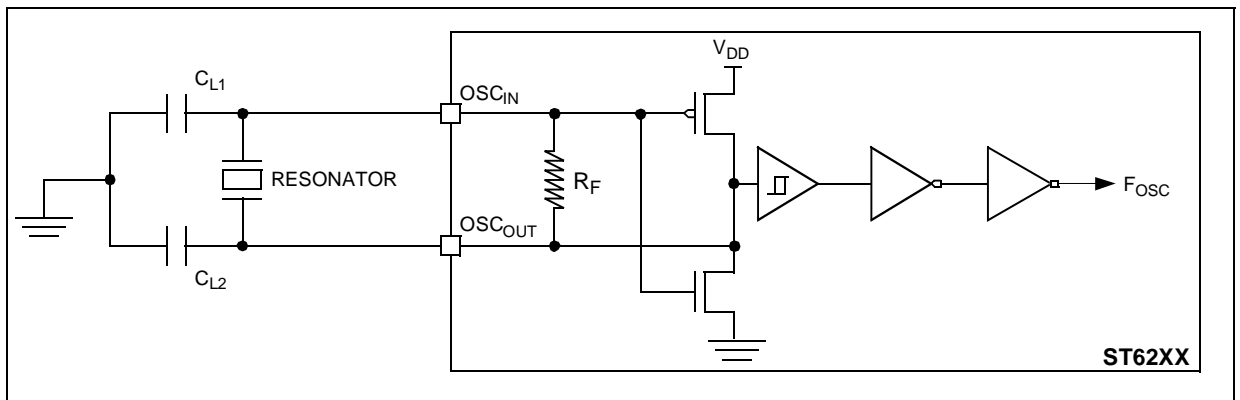 V_DD
C_L1
OSC_IN
RESONATOR
R_F
F_OSC
OSC_OUT
C_L2
ST62XX